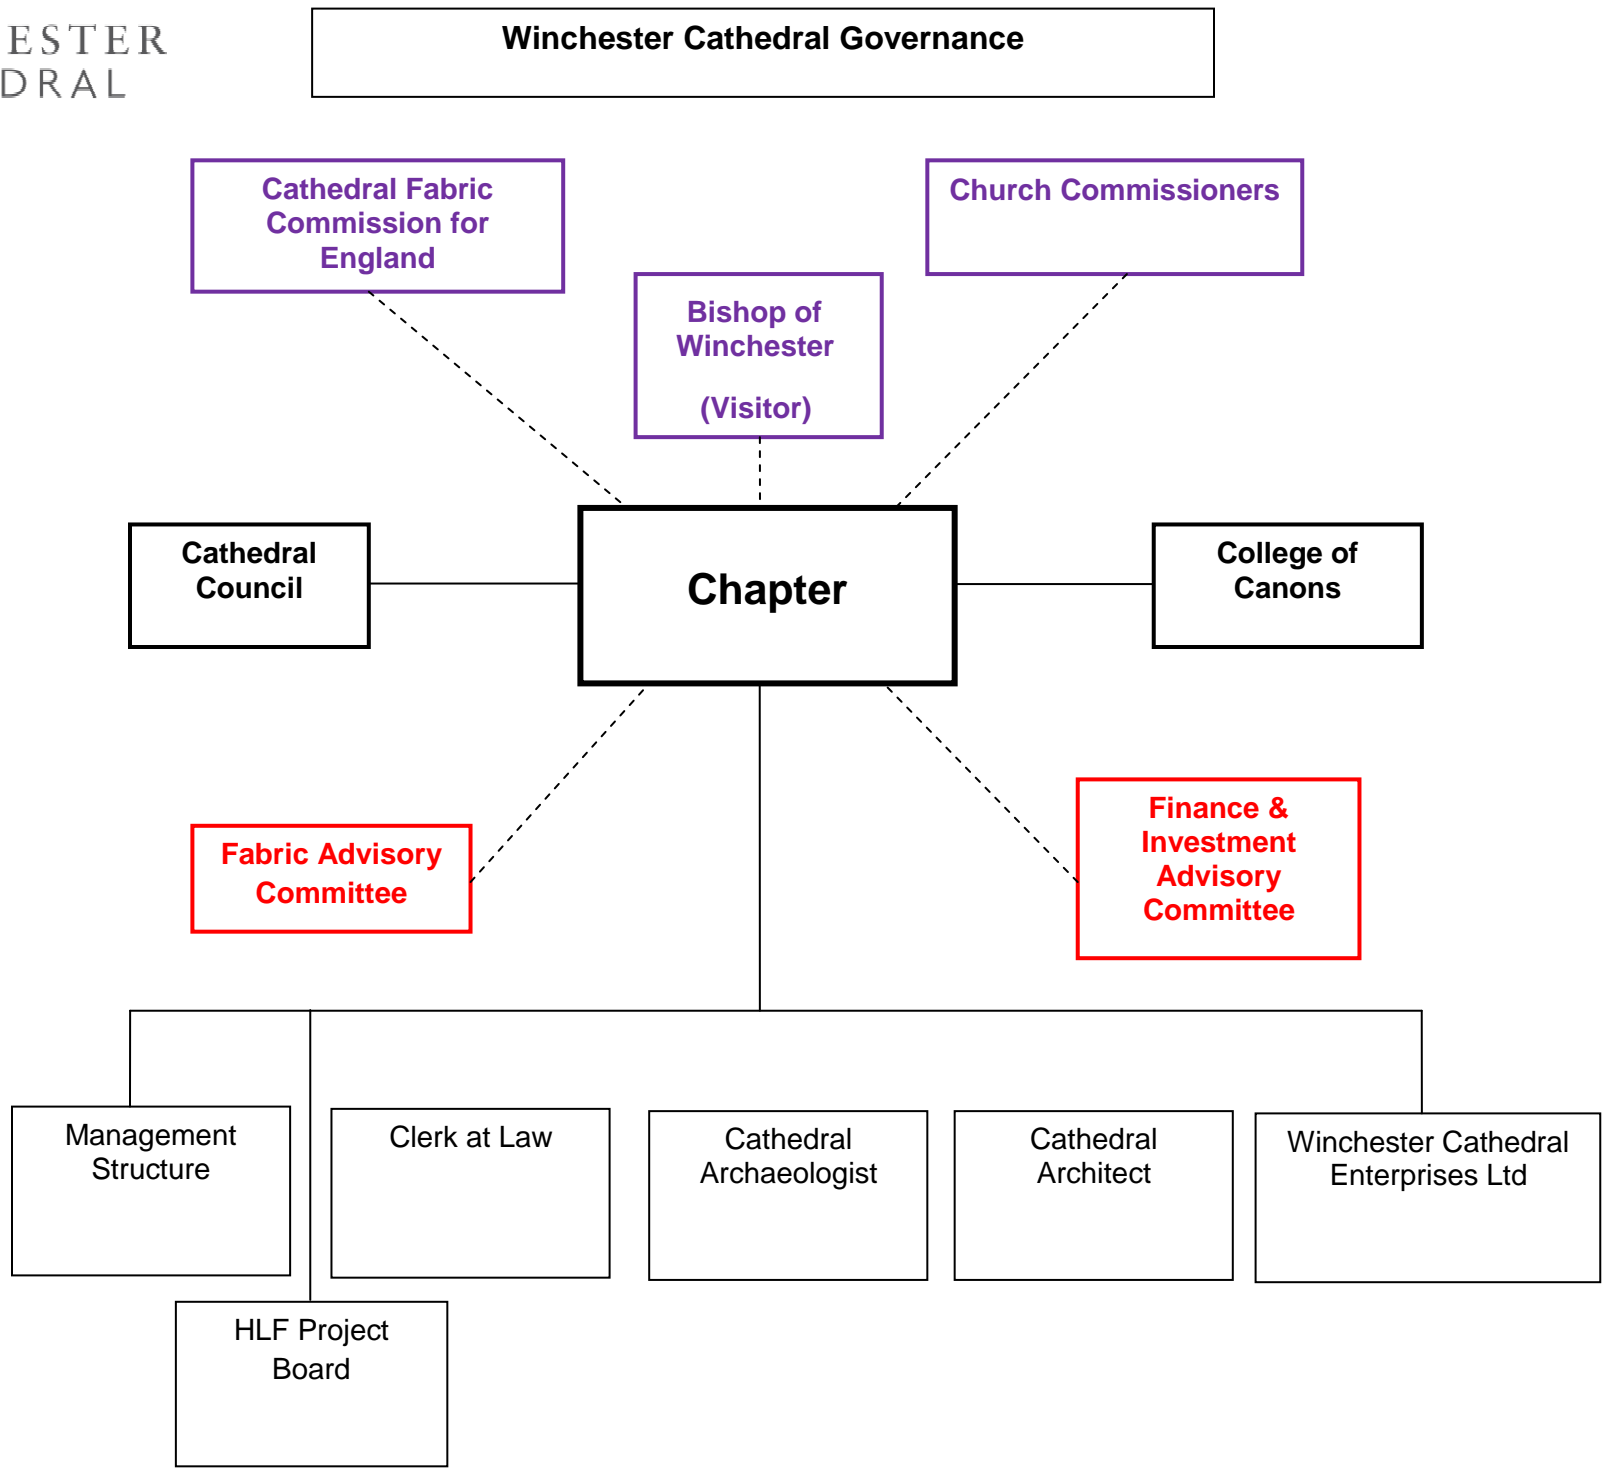 ESTER
DRAL
Winchester Cathedral Governance
Cathedral Fabric
Commission for
England
Church Commissioners
Bishop of
Winchester
(Visitor)
Cathedral
Council
Chapter
College of
Canons
Fabric Advisory
Committee
Finance &
Investment
Advisory
Committee
Management
Structure
Clerk at Law
Cathedral
Archaeologist
Cathedral
Architect
Winchester Cathedral
Enterprises Ltd
HLF Project
Board